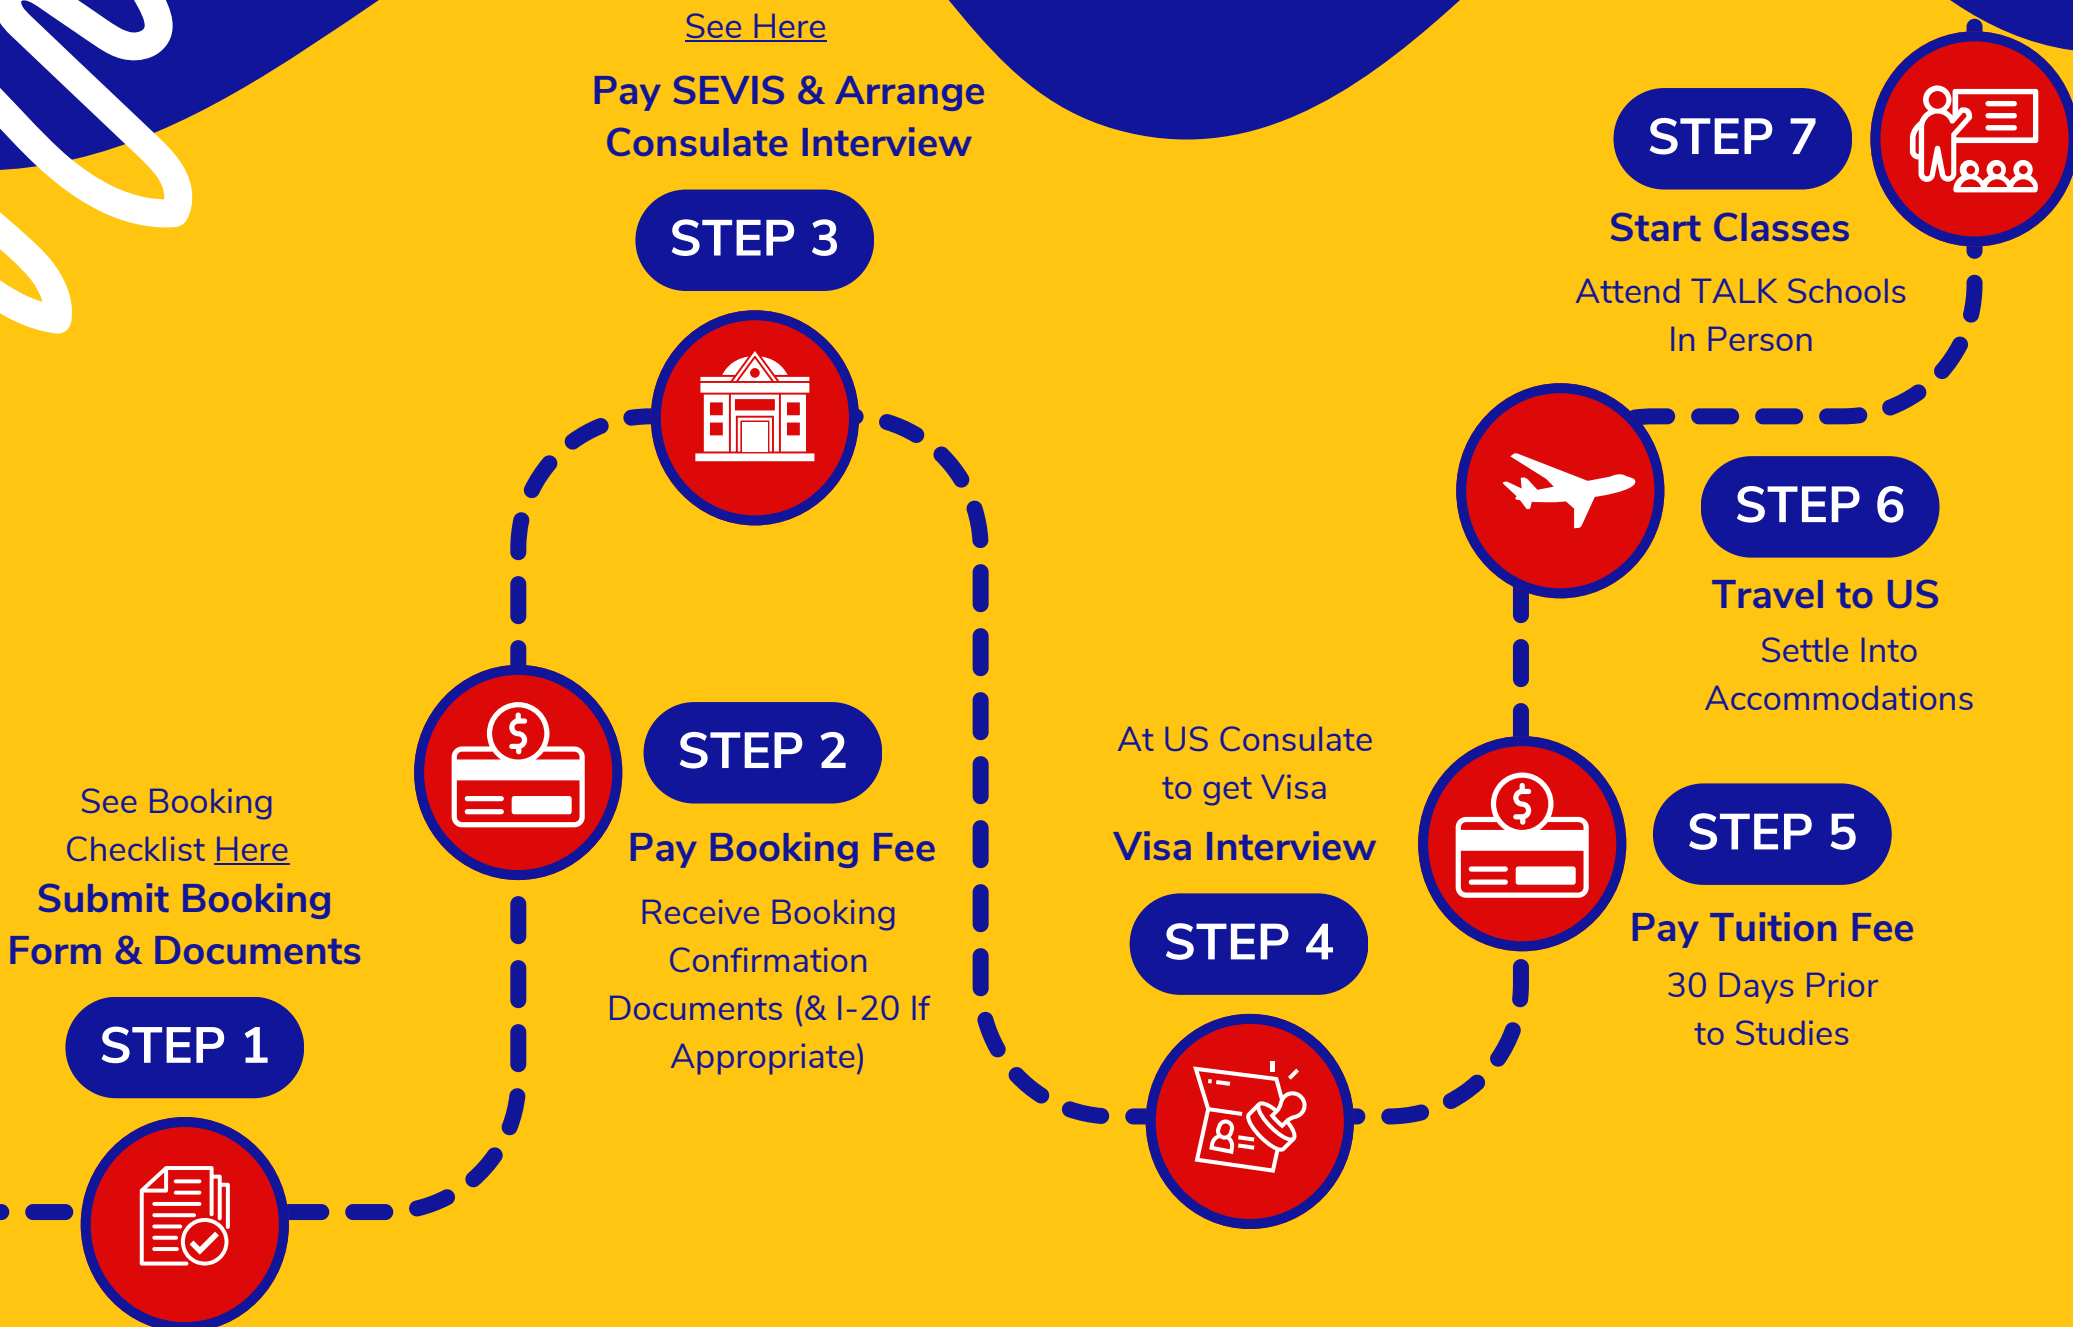 See Booking
Checklist Here
Submit Booking
Form & Documents
STEP 1
STEP 2
Pay Booking Fee
Receive Booking
Confirmation
Documents (& I-20 If
Appropriate)
See Here
Pay SEVIS & Arrange
Consulate Interview
STEP 3
At US Consulate
to get Visa
Visa Interview
STEP 4
STEP 5
Pay Tuition Fee
30 Days Prior
to Studies
STEP 6
Travel to US
Settle Into
Accommodations
STEP 7
Start Classes
Attend TALK Schools
In Person